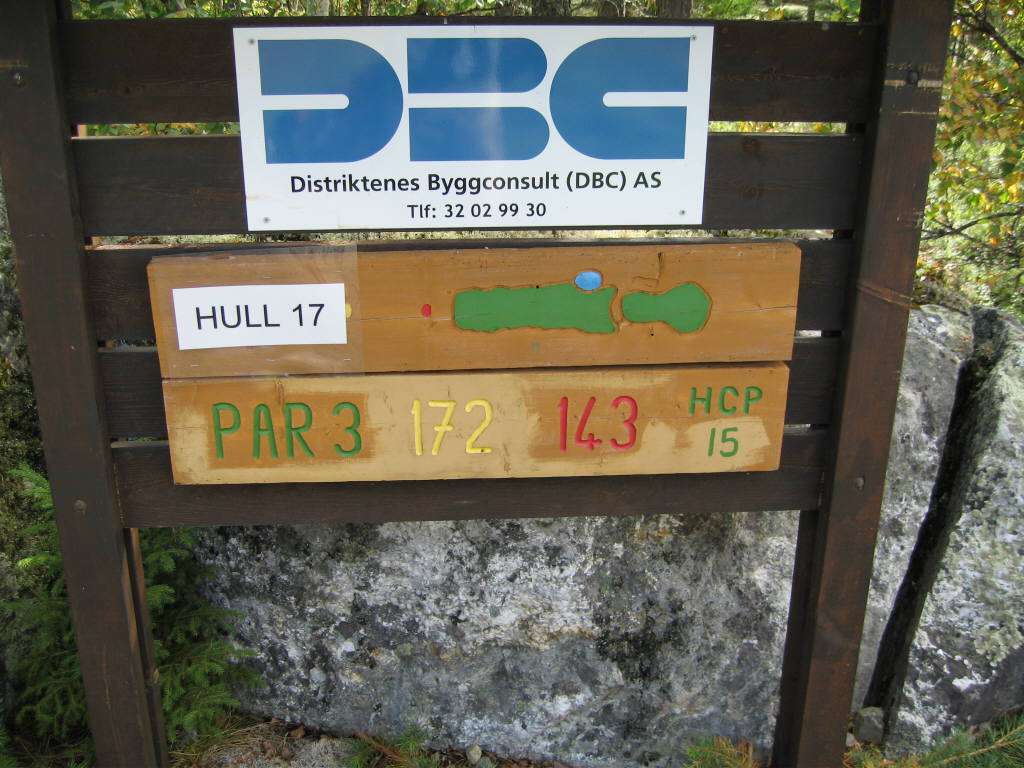 DBC
Distriktenes Byggconsult (DBC) AS
Tlf: 32 02 99 30
HULL 17
PAR 3 172 143 HCP
15